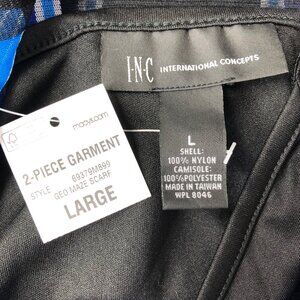 I·N·C INTERNATIONAL CONCEPTS
L
SHELL:
100% NYLON
CAMISOLE:
100% POLYESTER
MADE IN TAIWAN
WPL 8046
macys.com
2-PIECE GARMENT
STYLE 69379M899
GEO MAZE SCARF
LARGE